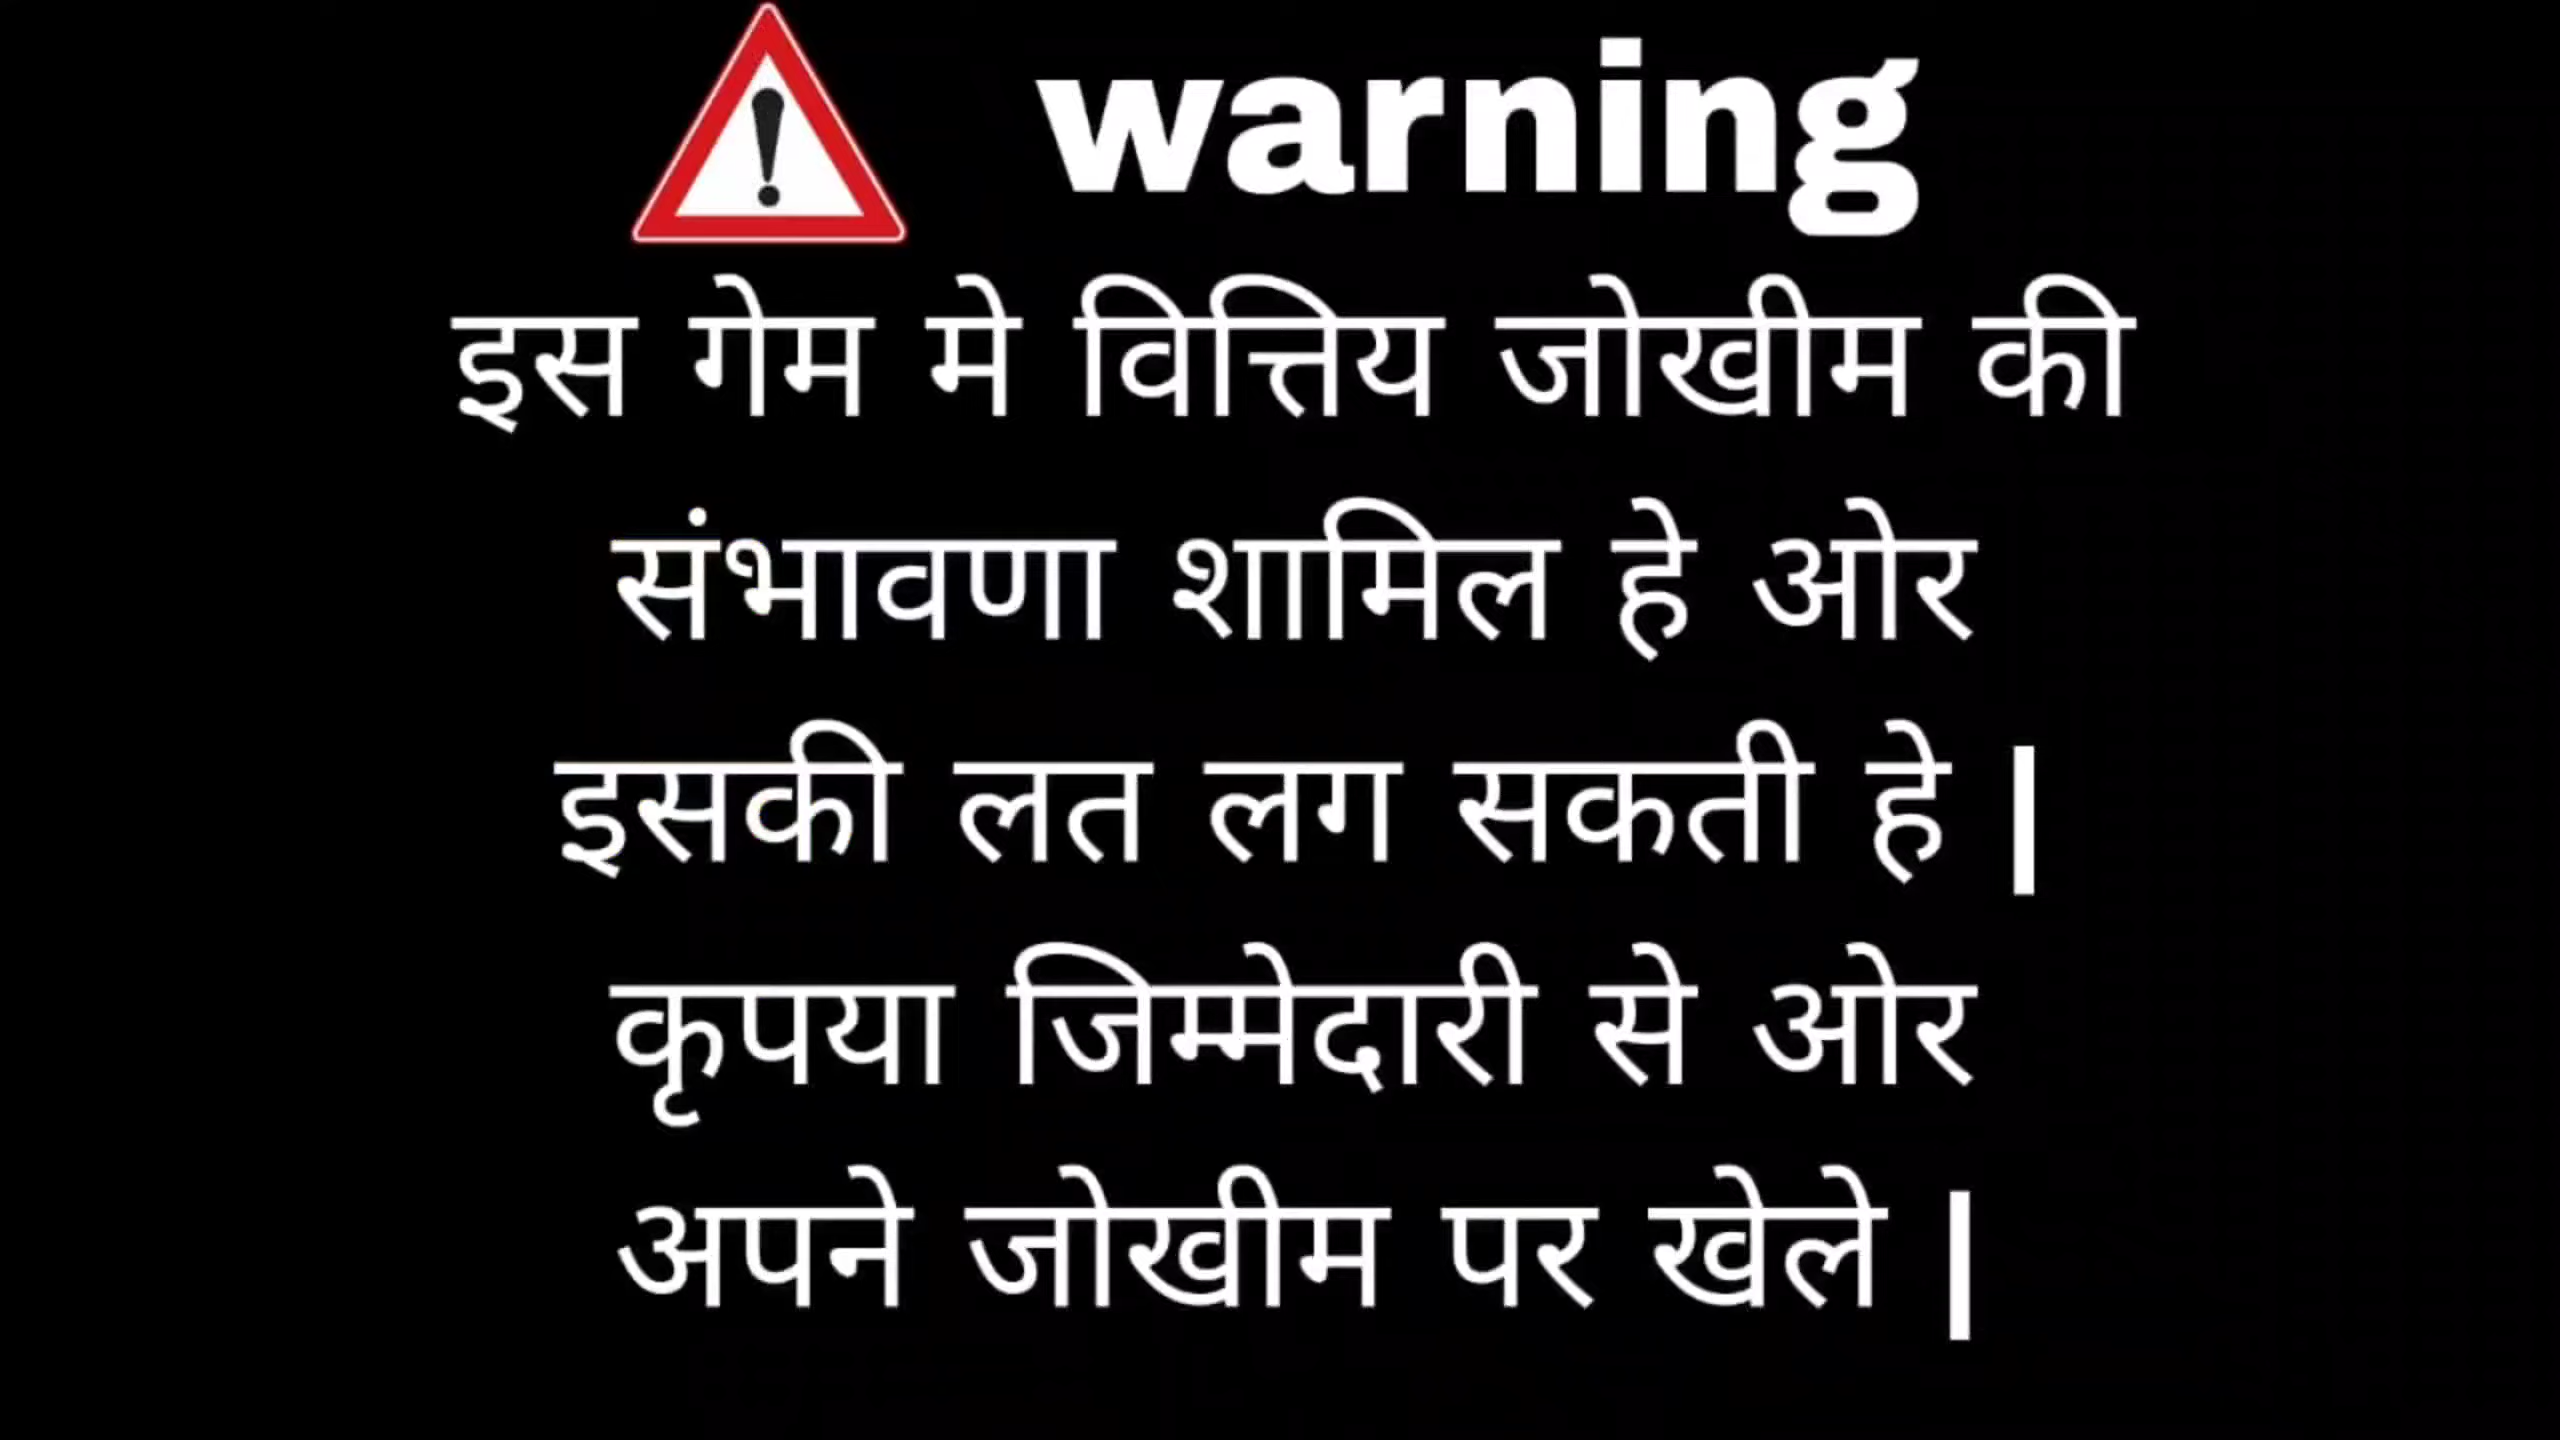 warning
इस गेम मे वित्तिय जोखीम की
संभावणा शामिल हे ओर
इसकी लत लग सकती हे |
कृपया जिम्मेदारी से ओर
अपने जोखीम पर खेले |